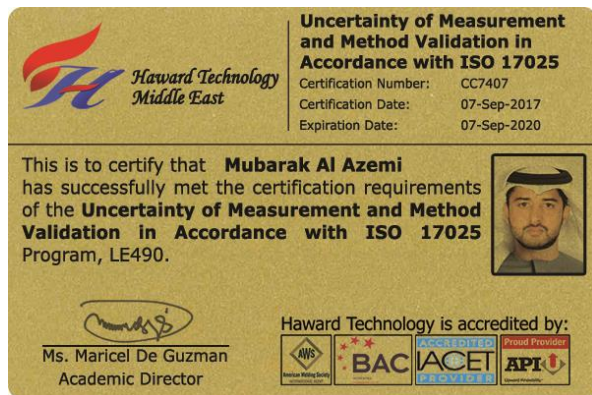 Haward Technology
Middle East
Uncertainty of Measurement
and Method Validation in
Accordance with ISO 17025
Certification Number: CC7407
Certification Date: 07-Sep-2017
Expiration Date: 07-Sep-2020
This is to certify that Mubarak Al Azemi
has successfully met the certification requirements
of the Uncertainty of Measurement and Method
Validation in Accordance with ISO 17025
Program, LE490.
Ms. Maricel De Guzman
Academic Director
Haward Technology is accredited by:
AWS
American Welding Society
BAC
ACCREDITED
IACET
PROVIDER
Proud Provider
API